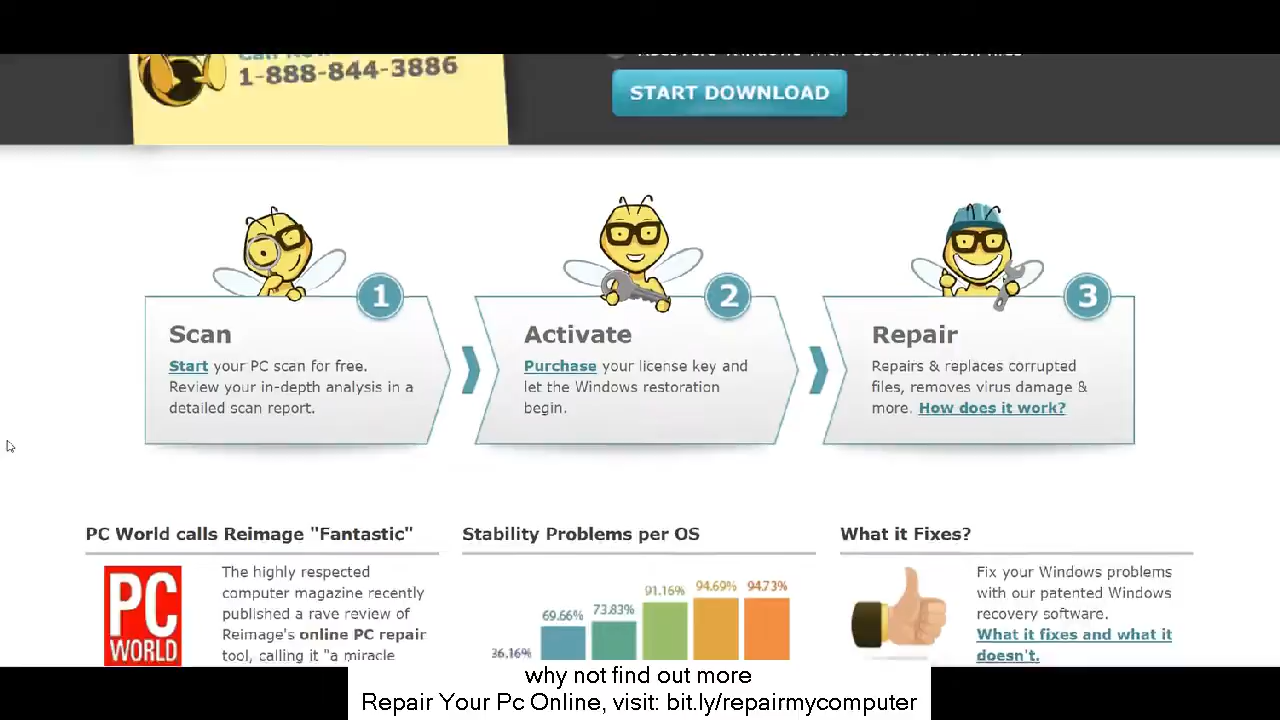 1-888-844-3886
START DOWNLOAD
1
2
3
Scan
Start your PC scan for free.
Review your in-depth analysis in a
detailed scan report.
Activate
Purchase your license key and
let the Windows restoration
begin.
Repair
Repairs & replaces corrupted
files, removes virus damage &
more. How does it work?
PC World calls Reimage "Fantastic"
PC
WORLD
The highly respected
computer magazine recently
published a rave review of
Reimage's online PC repair
tool, calling it "a miracle
Stability Problems per OS
36.16%
69.66%
73.83%
91.16%
94.69%
94.73%
What it Fixes?
Fix your Windows problems
with our patented Windows
recovery software.
What it fixes and what it
doesn't.
why not find out more
Repair Your Pc Online, visit: bit.ly/repairmycomputer